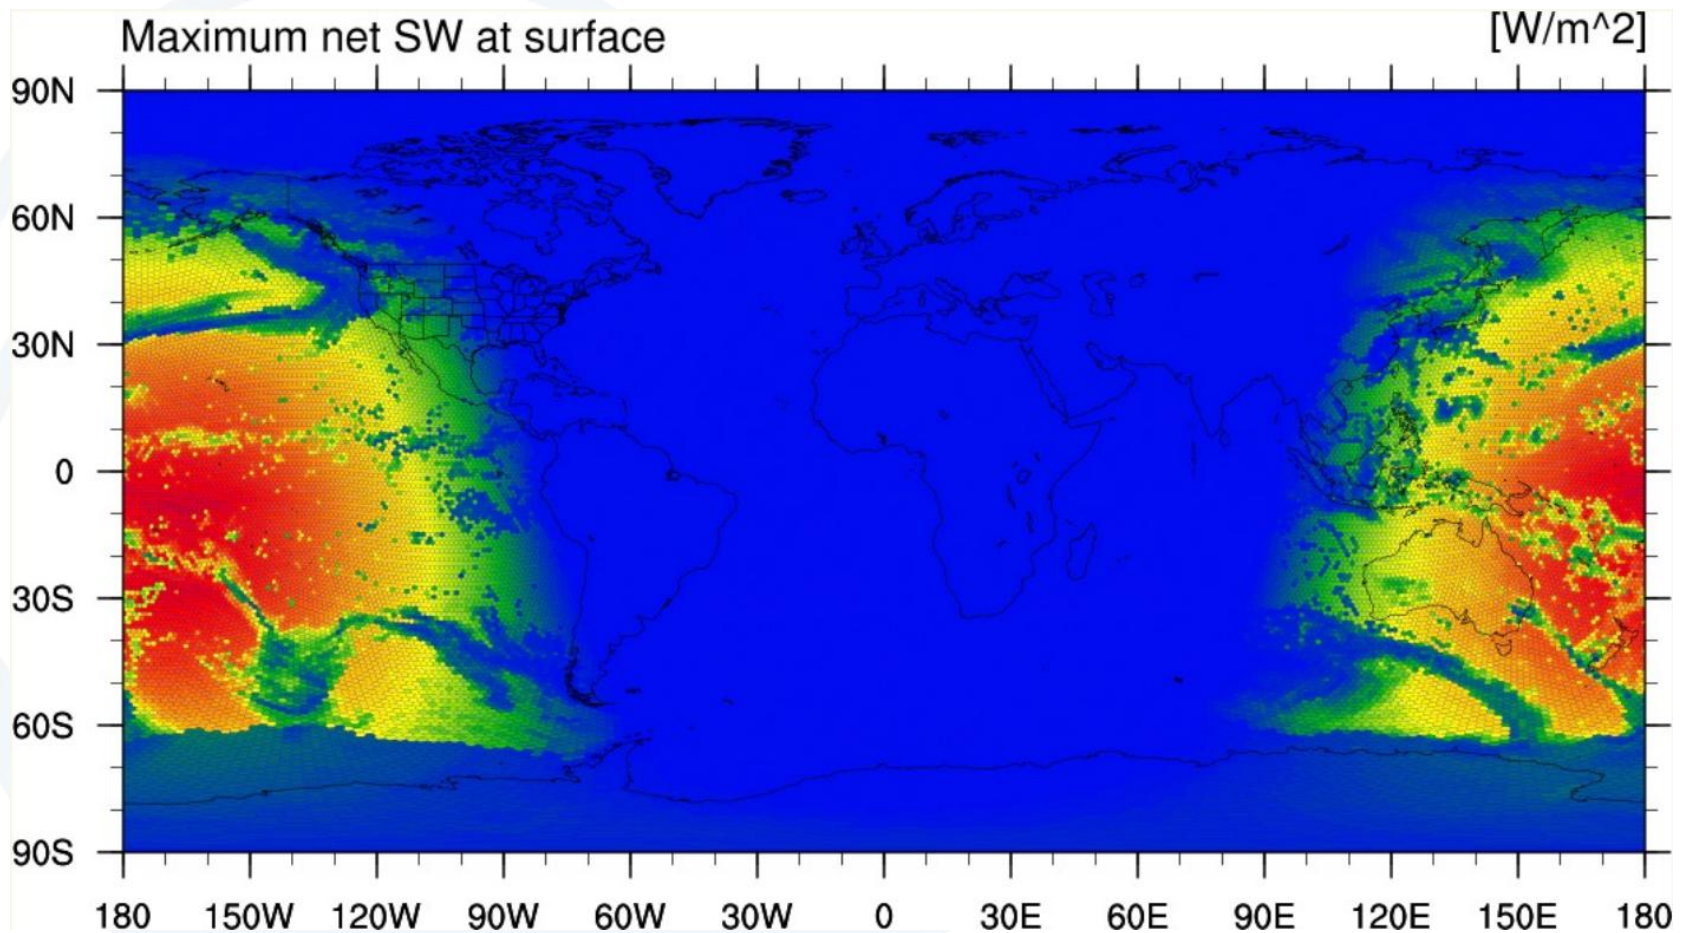 Maximum net SW at surface [W/m^2]
90N
60N
30N
0
30S
60S
90S
180 150W 120W 90W 60W 30W 0 30E 60E 90E 120E 150E 180